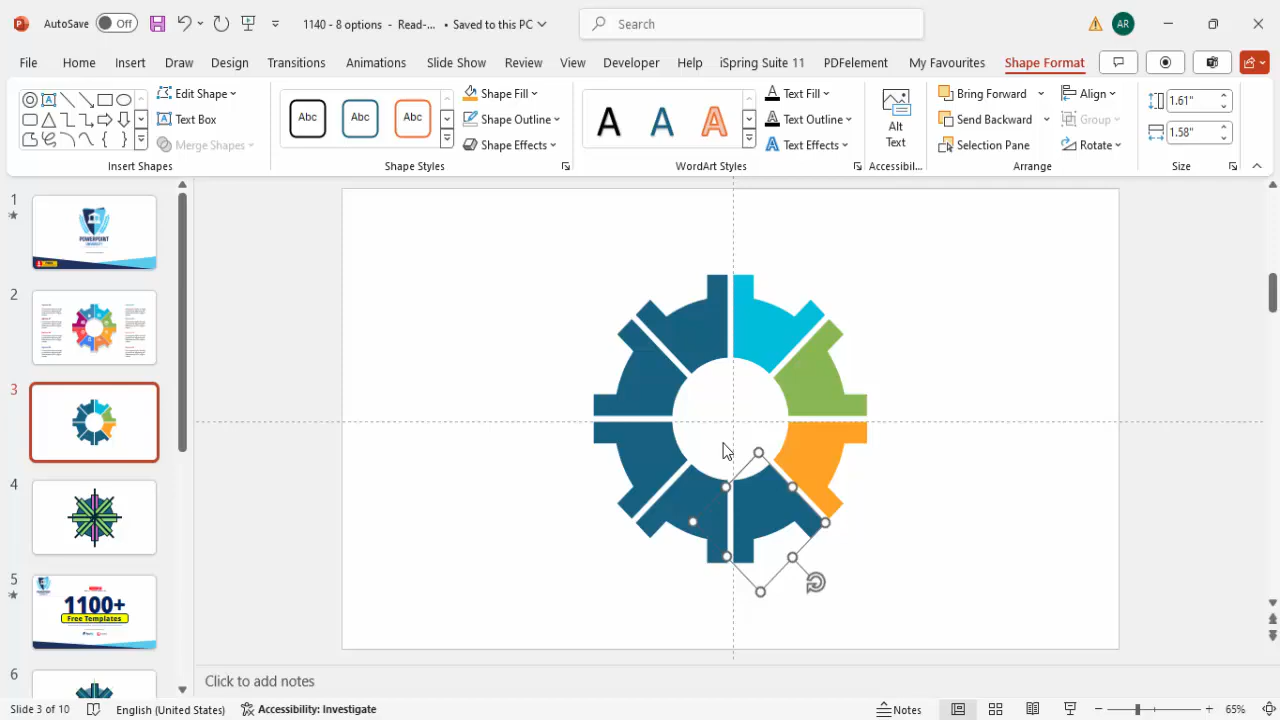 AutoSave Off 1140 - 8 options - Read-... • Saved to this PC Search AR
File Home Insert Draw Design Transitions Animations Slide Show Review View Developer Help iSpring Suite 11 PDFelement My Favourites Shape Format
Edit Shape
Text Box
Merge Shapes
Insert Shapes
Abc Abc Abc
Shape Fill
Shape Outline
Shape Effects
Shape Styles
A A A
Text Fill
Text Outline
Text Effects
WordArt Styles
Alt
Text
Accessibil...
Bring Forward
Send Backward
Selection Pane
Align
Group
Rotate
Arrange
1.61"
1.58"
Size
1
POWERPOINT
UNIVERSITY
2
3
4
5
1100+
Free Templates
6
Click to add notes
Slide 3 of 10 English (United States) Accessibility: Investigate Notes 65%